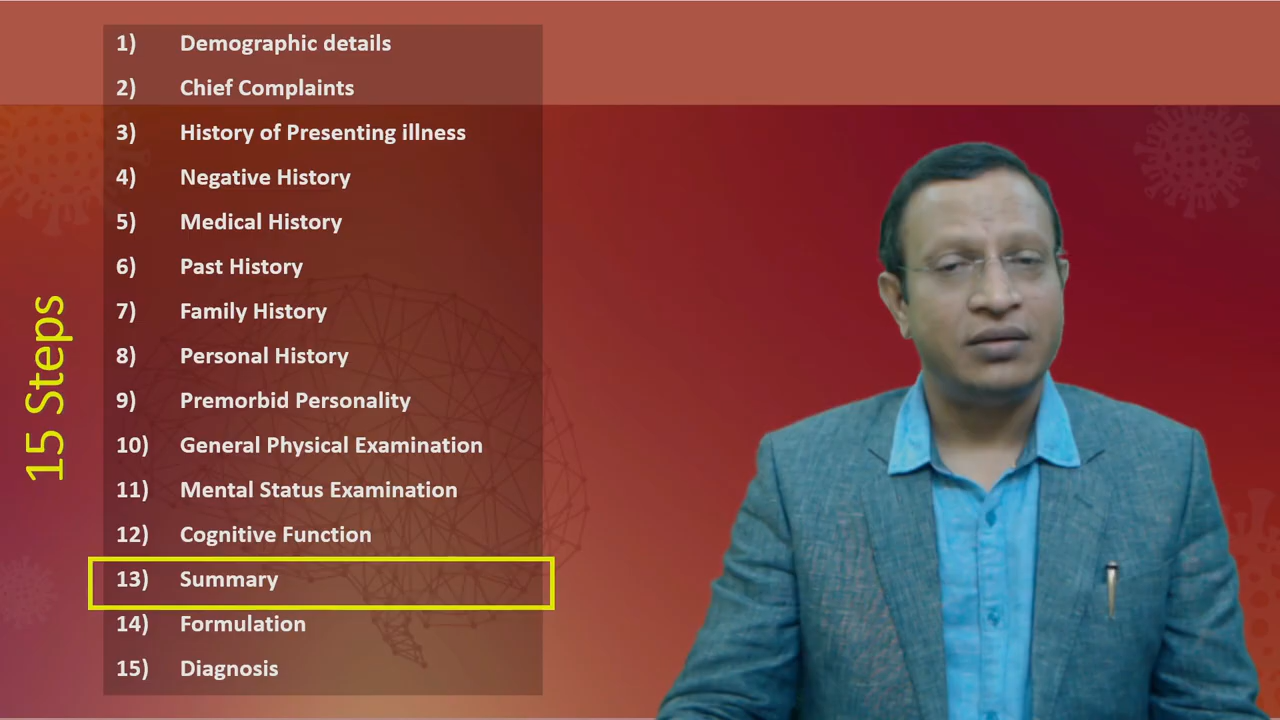 15 Steps
1) Demographic details
2) Chief Complaints
3) History of Presenting illness
4) Negative History
5) Medical History
6) Past History
7) Family History
8) Personal History
9) Premorbid Personality
10) General Physical Examination
11) Mental Status Examination
12) Cognitive Function
13) Summary
14) Formulation
15) Diagnosis